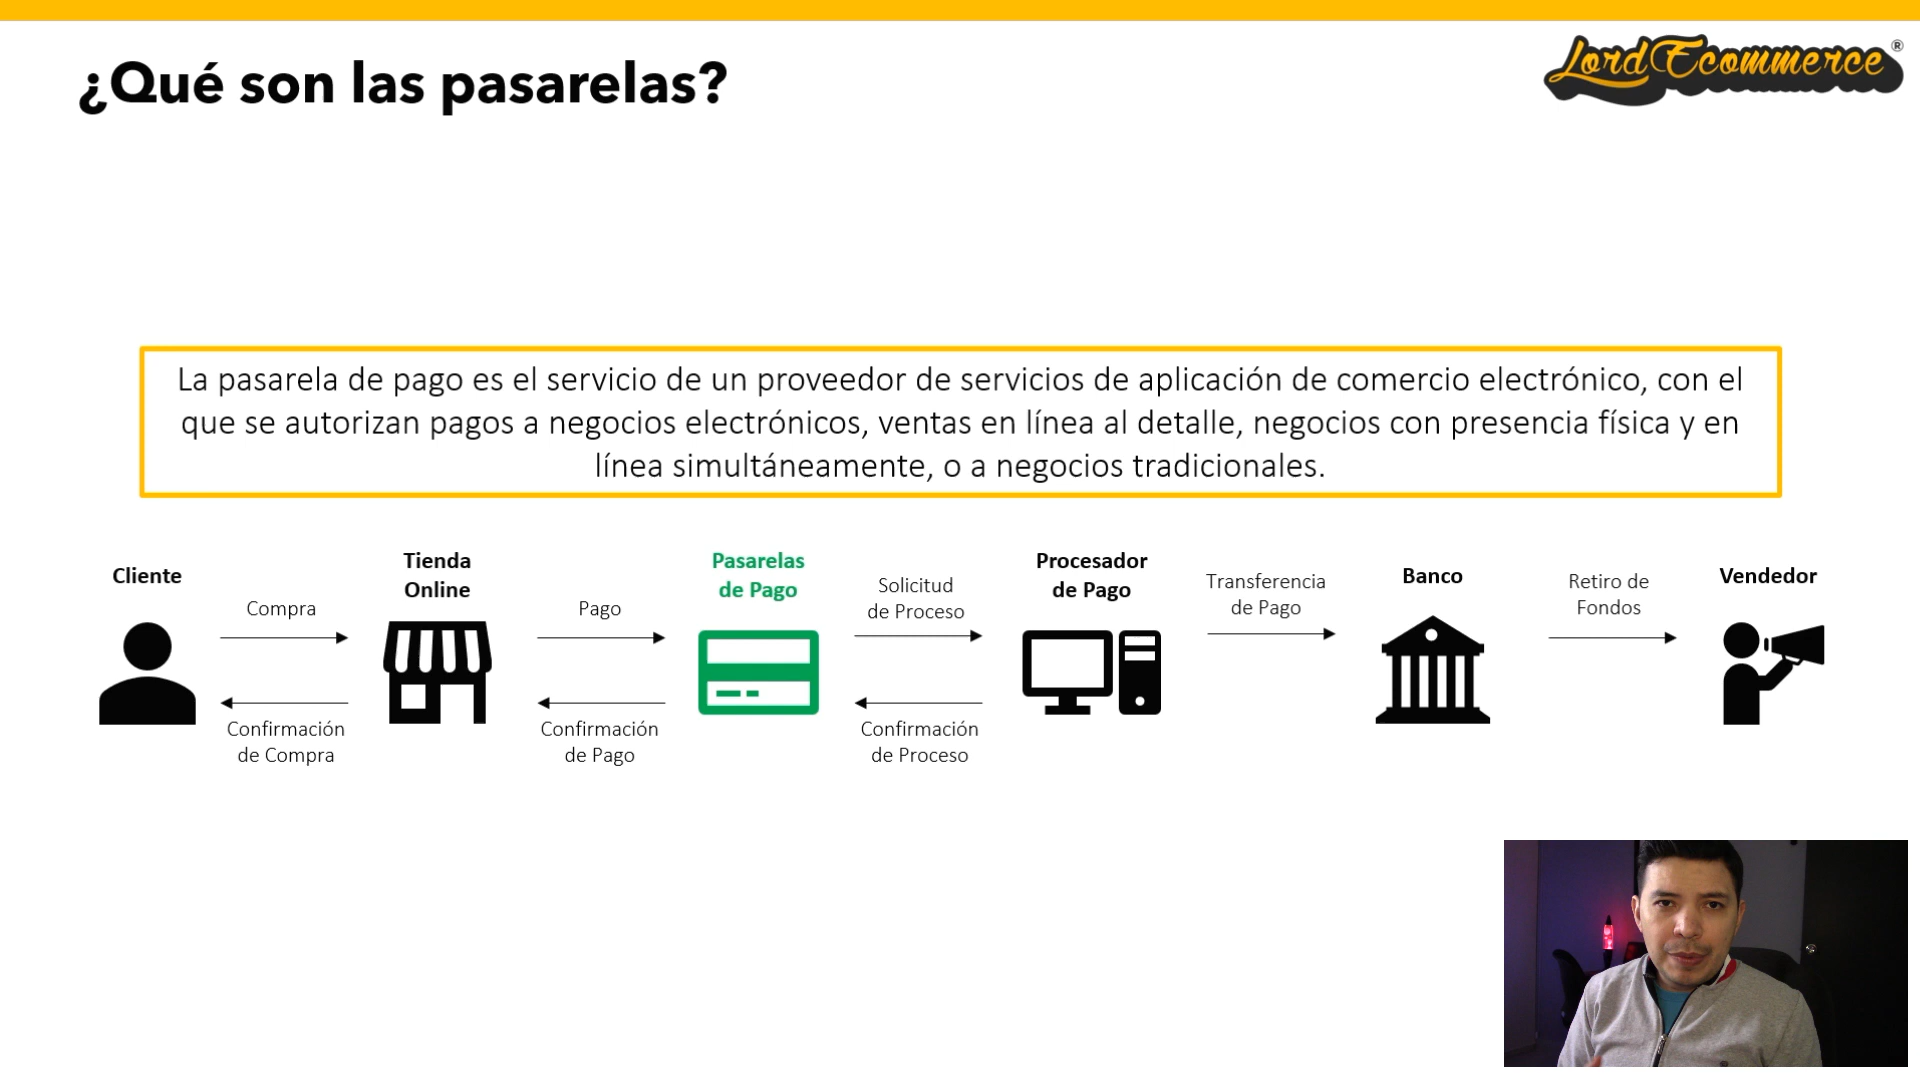 ¿Qué son las pasarelas?
Lord Ecommerce®
La pasarela de pago es el servicio de un proveedor de servicios de aplicación de comercio electrónico, con el
que se autorizan pagos a negocios electrónicos, ventas en línea al detalle, negocios con presencia física y en
línea simultáneamente, o a negocios tradicionales.
Cliente
Compra
Confirmación
de Compra
Tienda
Online
Pago
Confirmación
de Pago
Pasarelas
de Pago
Solicitud
de Proceso
Confirmación
de Proceso
Procesador
de Pago
Transferencia
de Pago
Banco
Retiro de
Fondos
Vendedor